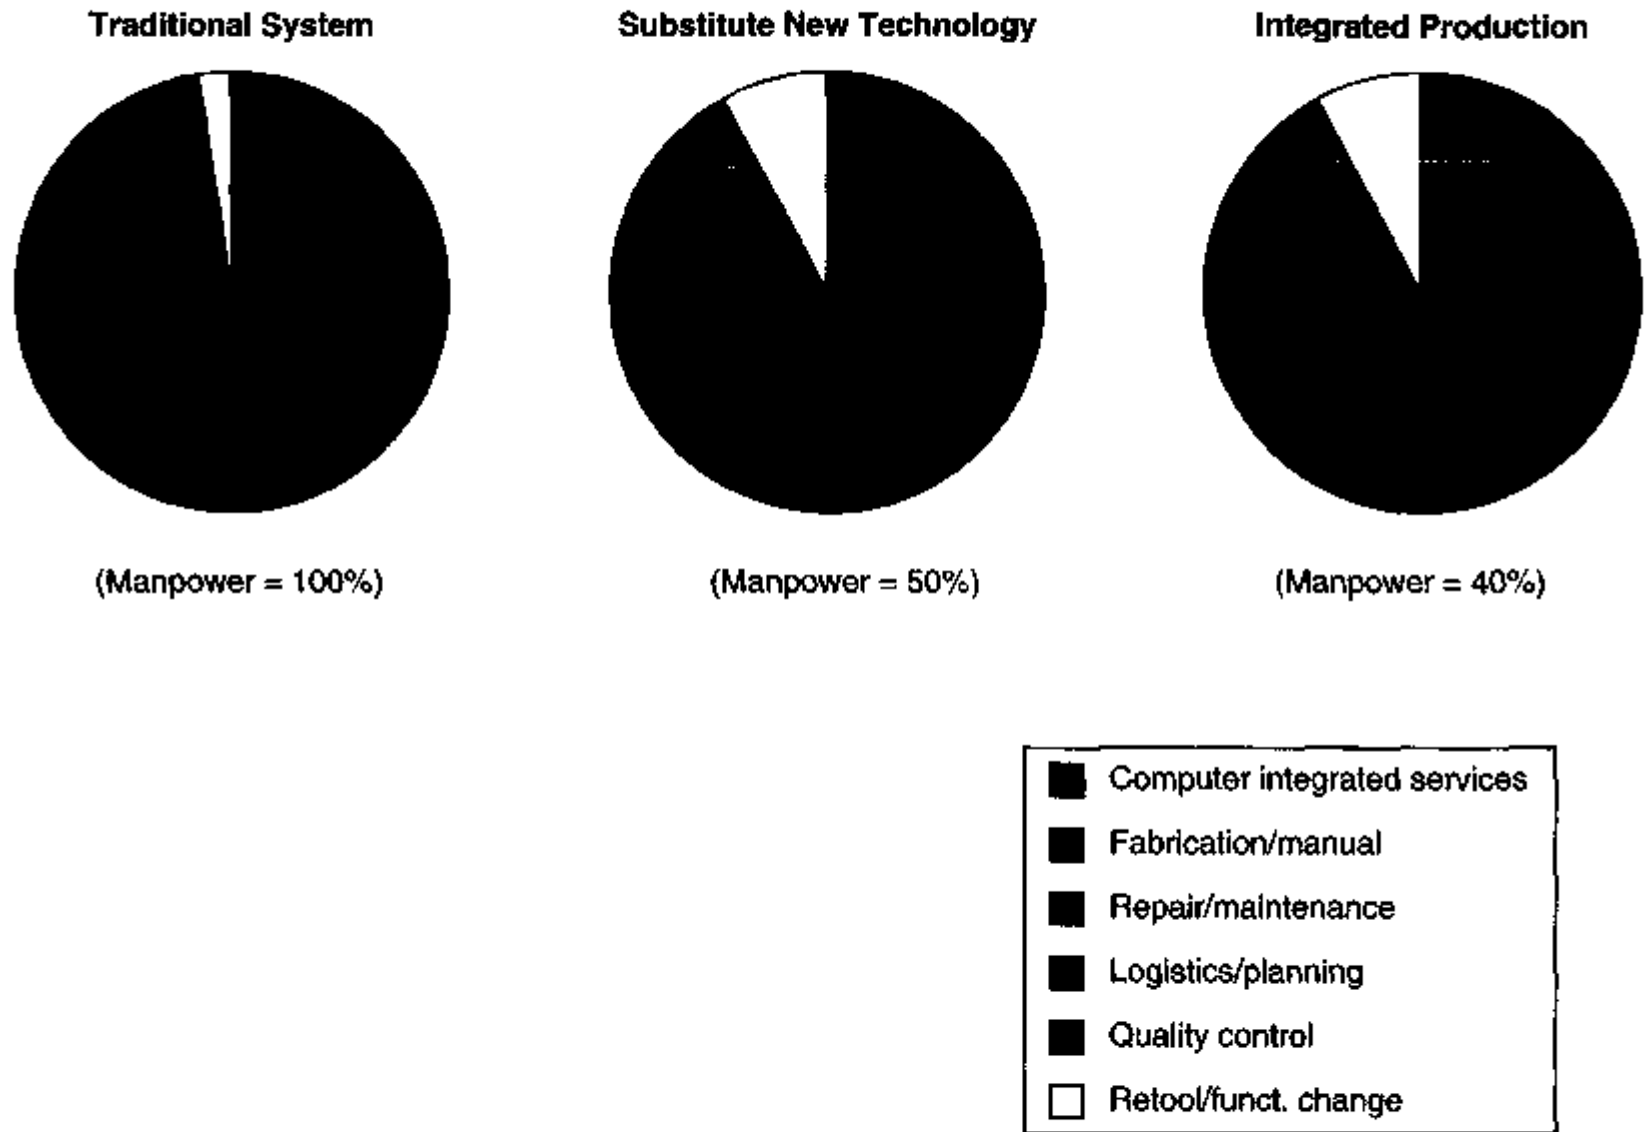 Traditional System
Substitute New Technology
Integrated Production
(Manpower = 100%)
(Manpower = 50%)
(Manpower = 40%)
Computer integrated services
Fabrication/manual
Repair/maintenance
Logistics/planning
Quality control
Retool/funct. change